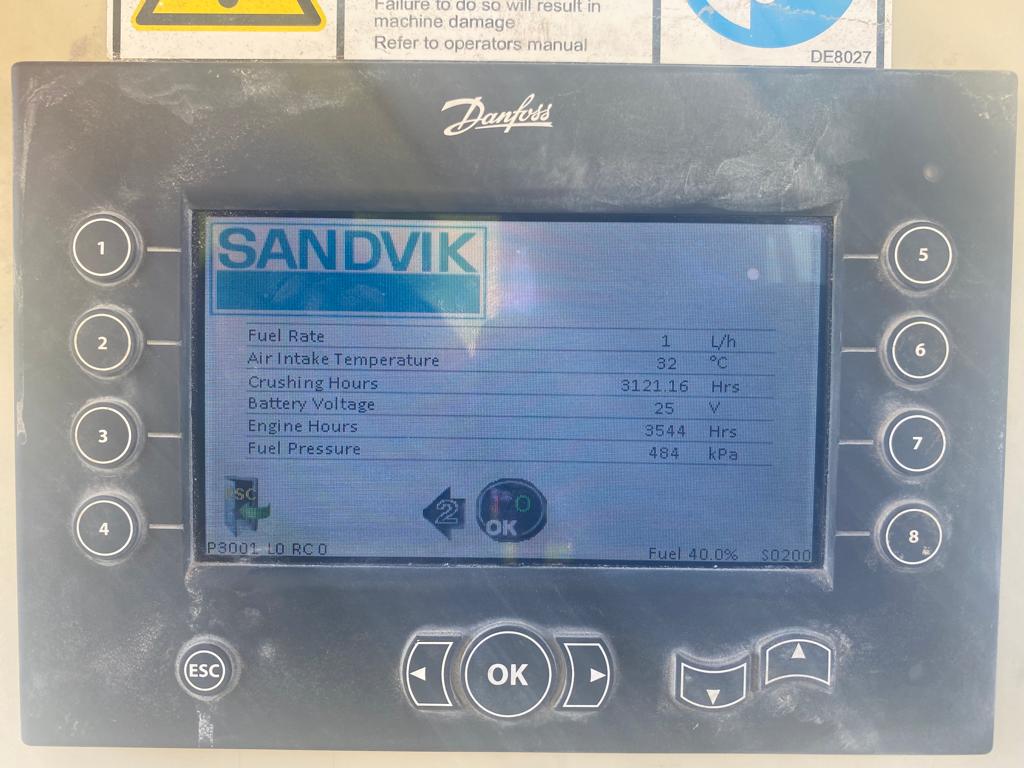 Failure to do so will result in
machine damage
Refer to operators manual
DE8027
Danfoss
SANDVIK
Fuel Rate 1 L/h
Air Intake Temperature 32 °C
Crushing Hours 3121.16 Hrs
Battery Voltage 25 V
Engine Hours 3544 Hrs
Fuel Pressure 484 kPa
ESC
2
OK
P3001 L0 RC 0
Fuel 40.0% S0200
1
2
3
4
5
6
7
8
ESC
OK